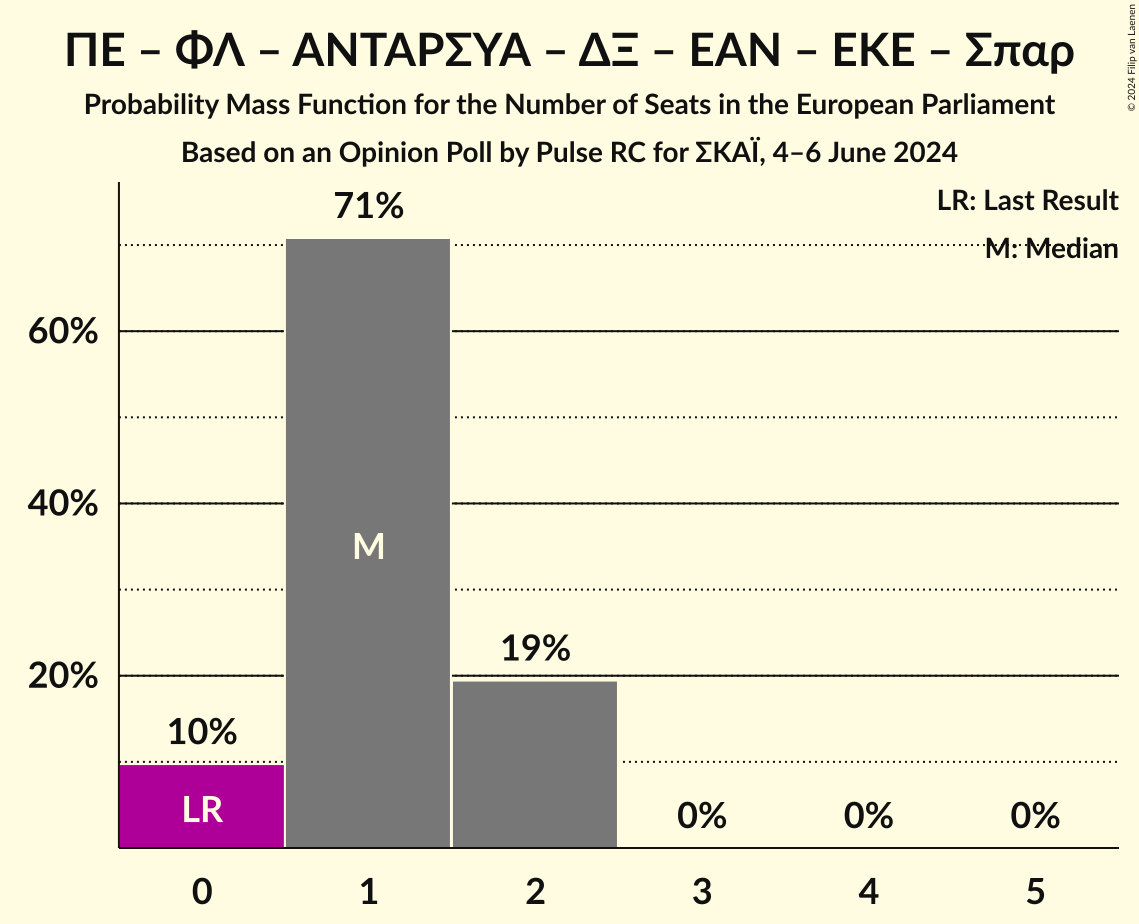 ΠΕ – ΦΛ – ΑΝΤΑΡΣΥΑ – ΔΞ – ΕΑΝ – ΕΚΕ – Σπαρ
Probability Mass Function for the Number of Seats in the European Parliament
Based on an Opinion Poll by Pulse RC for ΣΚΑΪ, 4–6 June 2024
© 2024 Filip van Laenen
LR: Last Result
M: Median
71%
60%
40%
M
19%
20%
10%
LR
0%
0%
0%
0
1
2
3
4
5